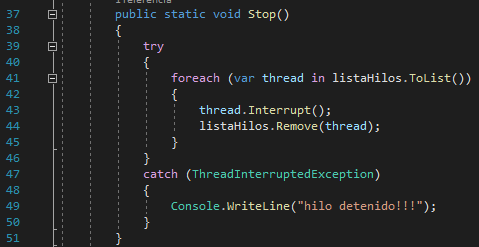 1 referencia
37 public static void Stop()
38 {
39 try
40 {
41 foreach (var thread in listaHilos.ToList())
42 {
43 thread.Interrupt();
44 listaHilos.Remove(thread);
45 }
46 }
47 catch (ThreadInterruptedException)
48 {
49 Console.WriteLine("hilo detenido!!!");
50 }
51 }